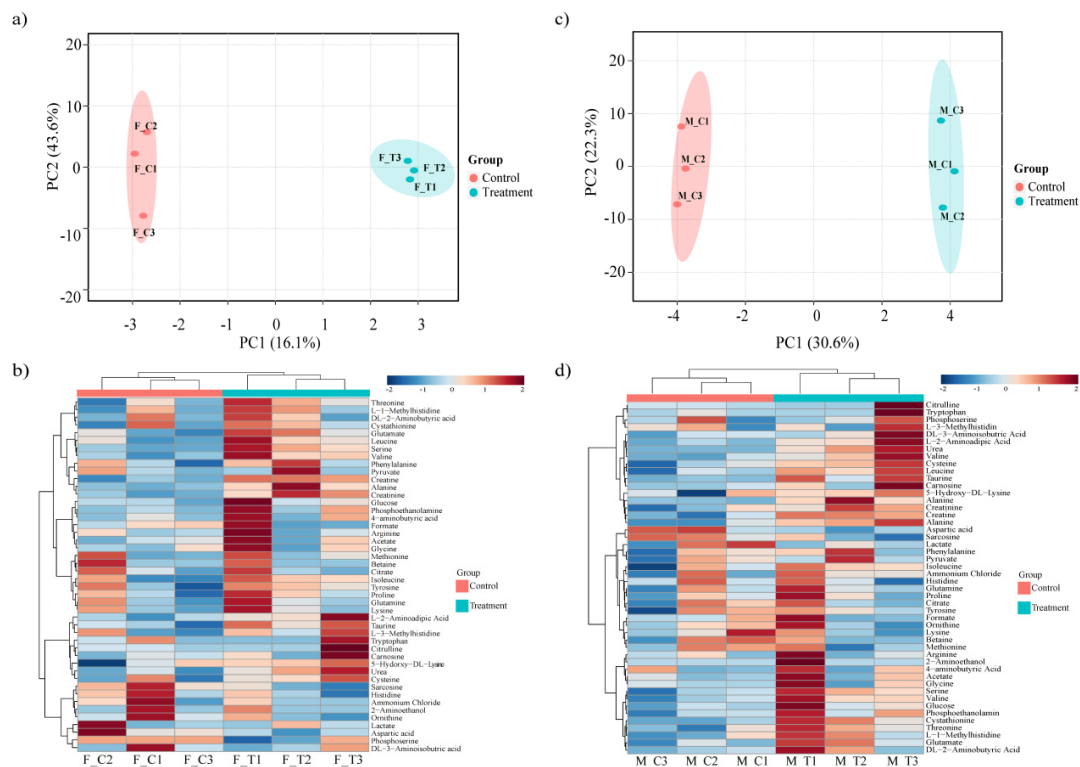 a)
20
10
0
-10
-20
PC2 (43.6%)
F_C2
F_C1
F_C3
F_T3
F_T2
F_T1
-3
-2
-1
0
1
2
3
PC1 (16.1%)
Group
Control
Treatment
c)
20
10
0
-10
-20
PC2 (22.3%)
M_C1
M_C2
M_C3
M_C3
M_C1
M_C2
-4
-2
0
2
4
PC1 (30.6%)
Group
Control
Treatment
b)
-2
-1
0
1
2
Threonine
L-1-Methylhistidine
DL-2-Aminobutyric acid
Cystathionine
Glutamate
Leucine
Serine
Valine
Phenylalanine
Pyruvate
Creatine
Alanine
Creatinine
Glucose
Phosphoethanolamine
4-aminobutyric acid
Formate
Arginine
Acetate
Glycine
Methionine
Betaine
Citrate
Isoleucine
Tyrosine
Proline
Glutamine
Lysine
L-2-Aminoadipic Acid
Taurine
L-3-Methylhistidine
Tryptophan
Citrulline
Carnosine
5-Hydorxy-DL-Lysine
Urea
Cysteine
Sarcosine
Histidine
Ammonium Chloride
2-Aminoethanol
Ornithine
Lactate
Aspartic acid
Phosphoserine
DL-3-Aminoisobutric acid
F_C2
F_C1
F_C3
F_T1
F_T2
F_T3
Group
Control
Treatment
d)
-2
-1
0
1
2
Citrulline
Tryptophan
Phosphoserine
L-3-Methylhistidin
DL-3-Aminoisobutric Acid
L-2-Aminoadipic Acid
Urea
Valine
Cysteine
Leucine
Taurine
Carnosine
5-Hydroxy-DL-Lysine
Alanine
Creatinine
Creatine
Alanine
Aspartic acid
Sarcosine
Lactate
Phenylalanine
Pyruvate
Isoleucine
Ammonium Chloride
Histidine
Glutamine
Proline
Citrate
Tyrosine
Formate
Ornithine
Lysine
Betaine
Methionine
Arginine
2-Aminoethanol
4-aminobutyric Acid
Acetate
Glycine
Serine
Valine
Glucose
Phosphoethanolamin
Cystathionine
Threonine
L-1-Methylhistidine
Glutamate
DL-2-Aminobutyric Acid
M_C3
M_C2
M_C1
M_T1
M_T2
M_T3
Group
Control
Treatment